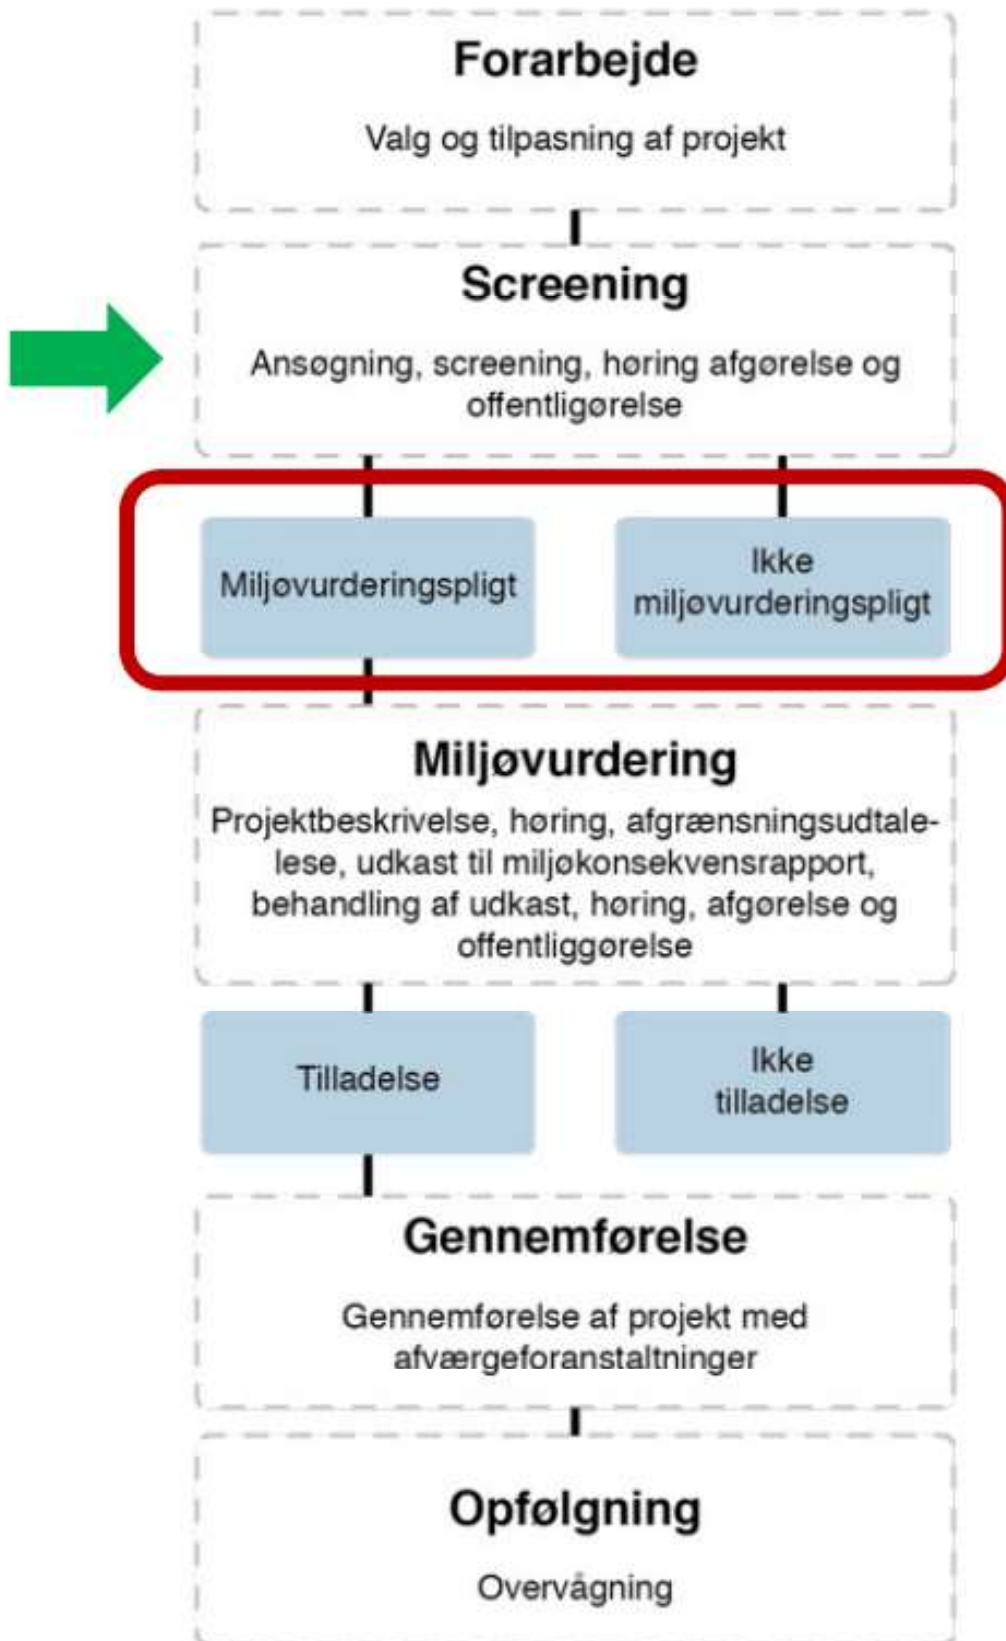 Forarbejde
Valg og tilpasning af projekt
Screening
Ansøgning, screening, høring afgørelse og
offentligørelse
Miljøvurderingspligt
Ikke
miljøvurderingspligt
Miljøvurdering
Projektbeskrivelse, høring, afgrænsningsudtale-
lese, udkast til miljøkonsekvensrapport,
behandling af udkast, høring, afgørelse og
offentliggørelse
Tilladelse
Ikke
tilladelse
Gennemførelse
Gennemførelse af projekt med
afværgeforanstaltninger
Opfølgning
Overvågning